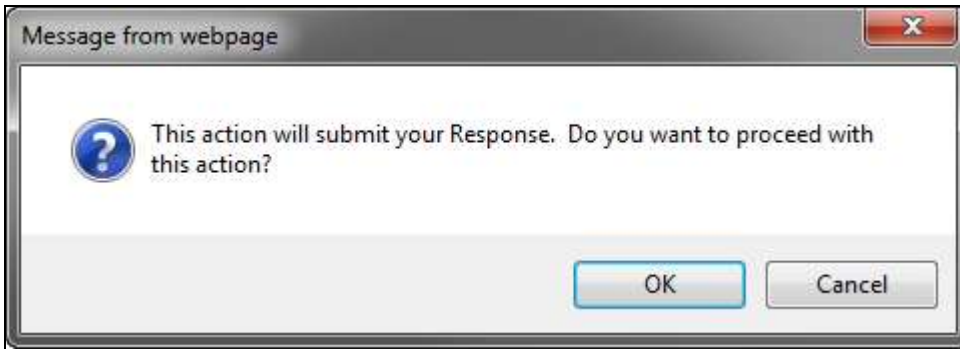 Message from webpage
This action will submit your Response.  Do you want to proceed with
this action?
OK
Cancel